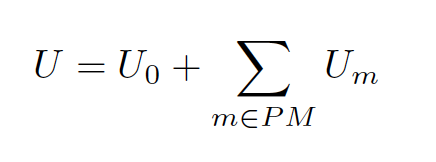 U = U_0 + \sum_{m \in PM} U_m